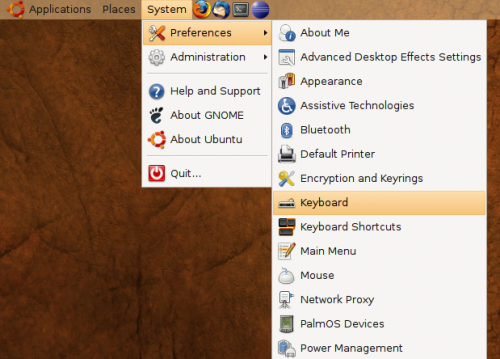 Applications Places System
Preferences
Administration
Help and Support
About GNOME
About Ubuntu
Quit...
About Me
Advanced Desktop Effects Settings
Appearance
Assistive Technologies
Bluetooth
Default Printer
Encryption and Keyrings
Keyboard
Keyboard Shortcuts
Main Menu
Mouse
Network Proxy
PalmOS Devices
Power Management